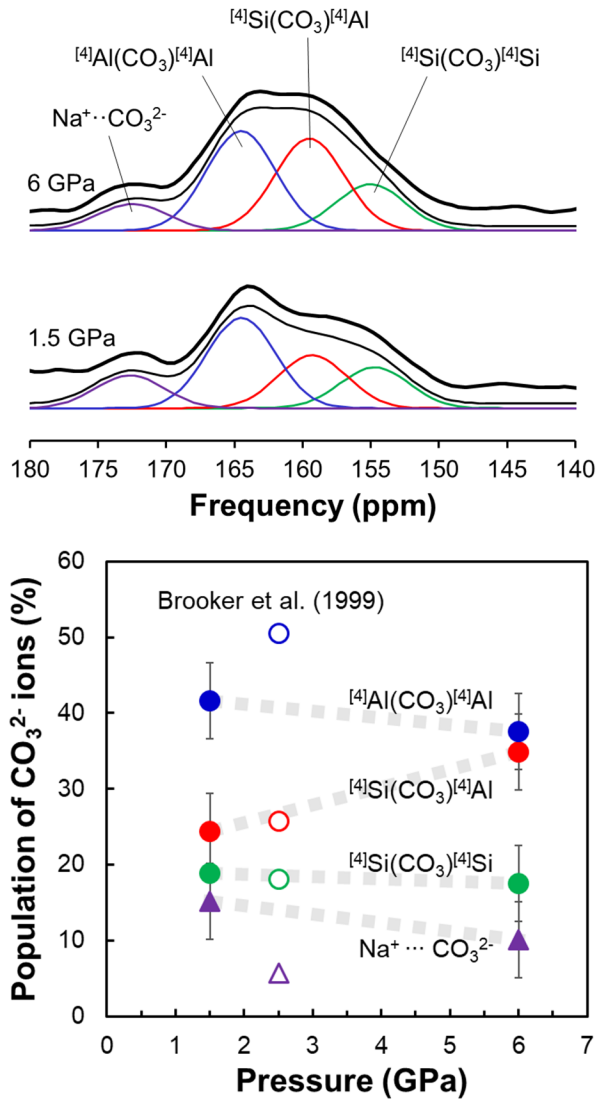 [4]Si(CO3)[4]Al
[4]Al(CO3)[4]Al
[4]Si(CO3)[4]Si
Na+··CO32-
6 GPa
1.5 GPa
180 175 170 165 160 155 150 145 140
Frequency (ppm)
60
Brooker et al. (1999)
50
[4]Al(CO3)[4]Al
40
30
[4]Si(CO3)[4]Al
20
[4]Si(CO3)[4]Si
10
Na+ ··· CO32-
0
Population of CO32- ions (%)
0 1 2 3 4 5 6 7
Pressure (GPa)